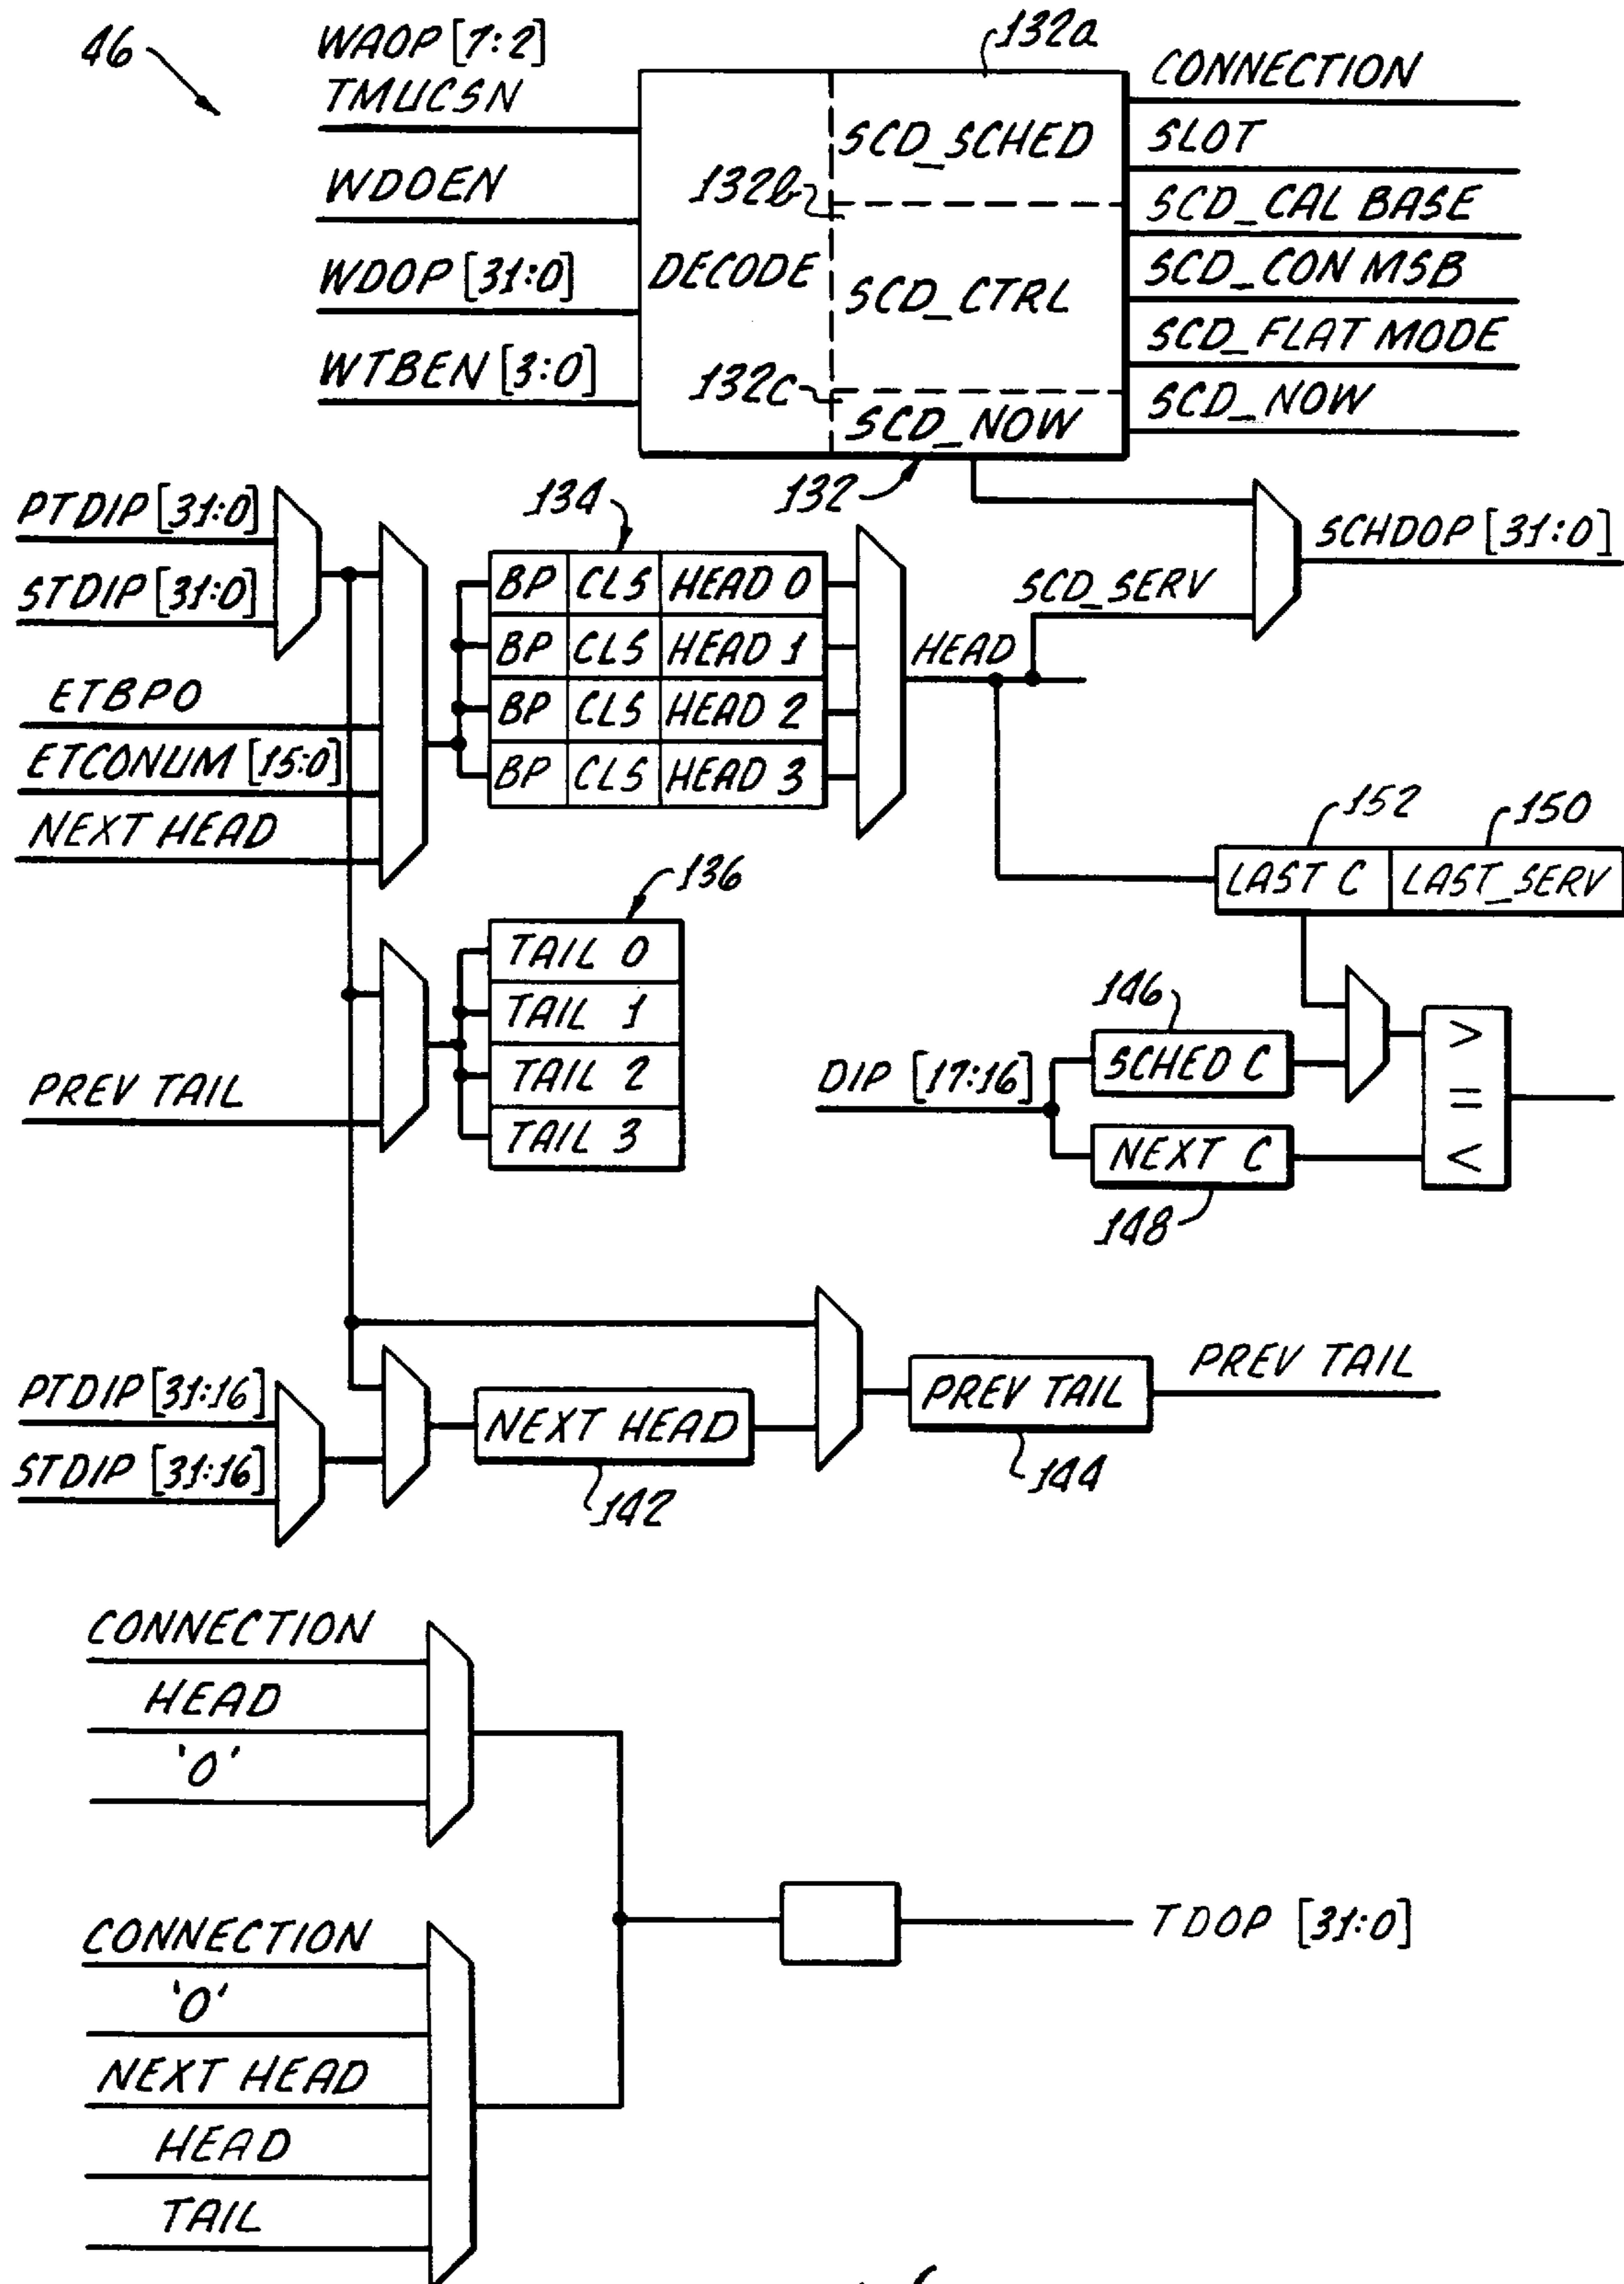 46
WAOP [7:2]
TMUCSN
WDOEN
WDOP [31:0]
WTBEN [3:0]
DECODE
132a
SCD_SCHED
132b
SCD_CTRL
132c
SCD_NOW
132
CONNECTION
SLOT
SCD_CAL BASE
SCD_CON MSB
SCD_FLAT MODE
SCD_NOW
PTDIP [31:0]
STDIP [31:0]
ETBPO
ETCONUM [15:0]
NEXT HEAD
134
BP CLS HEAD 0
BP CLS HEAD 1
BP CLS HEAD 2
BP CLS HEAD 3
HEAD
SCD_SERV
SCHDOP [31:0]
152
150
LAST C
LAST_SERV
136
TAIL 0
TAIL 1
TAIL 2
TAIL 3
PREV TAIL
146
DIP [17:16]
SCHED C
NEXT C
148
>
=
<
PTDIP [31:16]
STDIP [31:16]
NEXT HEAD
142
PREV TAIL
144
PREV TAIL
CONNECTION
HEAD
'0'
CONNECTION
'0'
NEXT HEAD
HEAD
TAIL
TDOP [31:0]